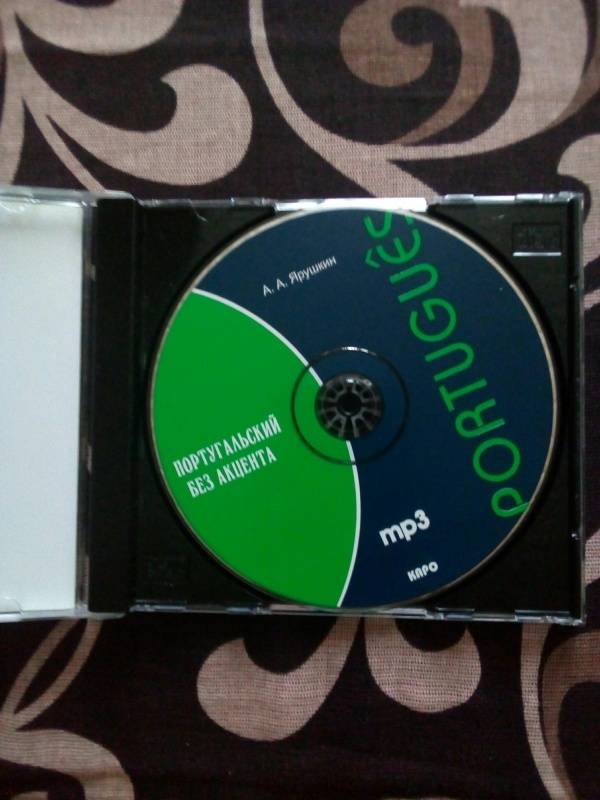 А. А. Ярушкин
PORTUGUÊS
ПОРТУГАЛЬСКИЙ
БЕЗ АКЦЕНТА
mp3
КАРО